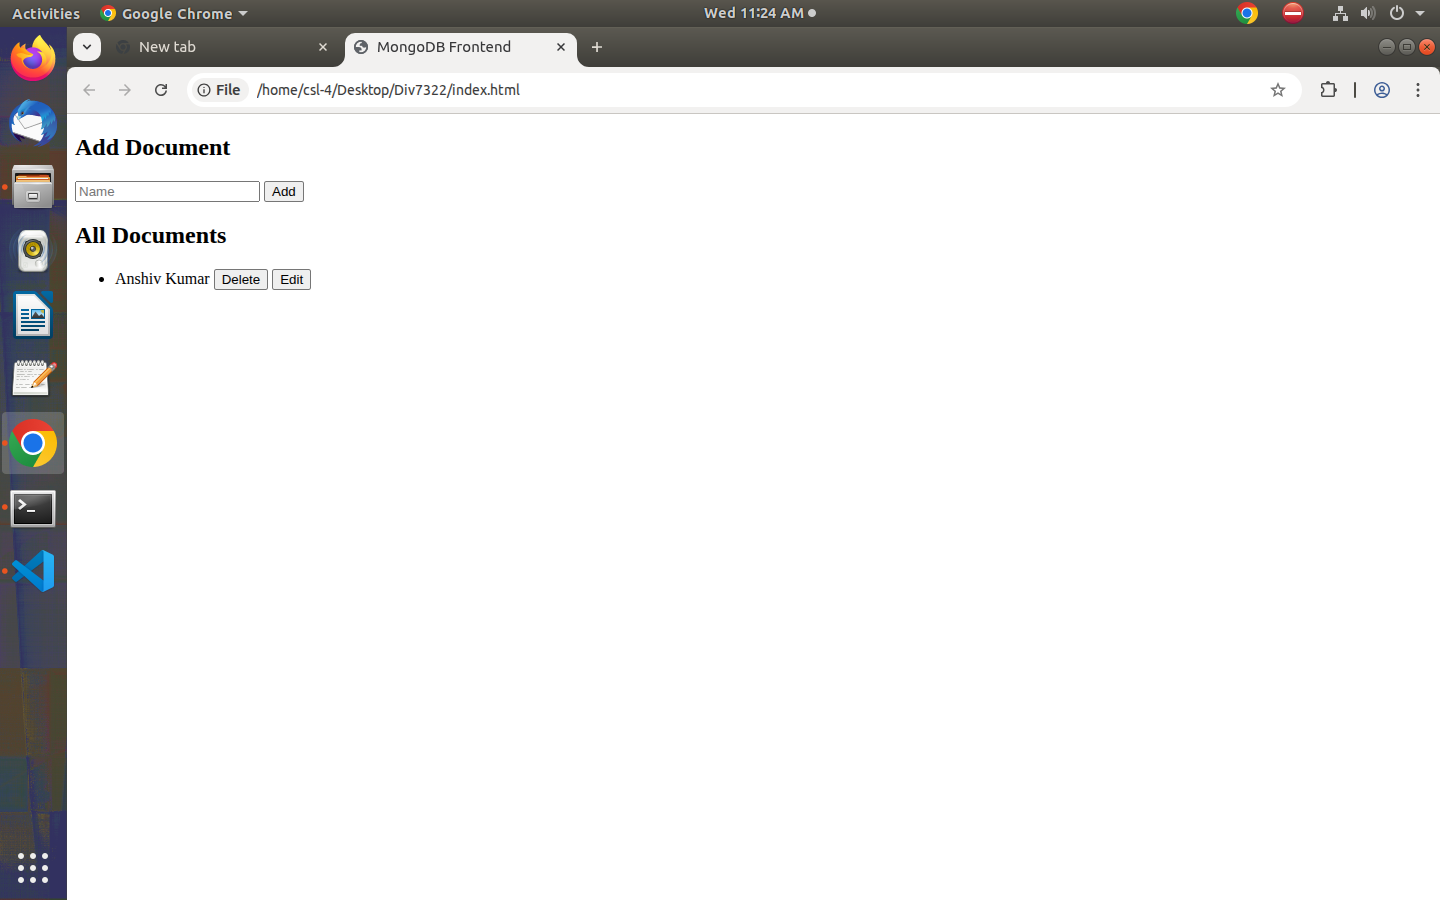 Activities Google Chrome Wed 11:24 AM
New tab MongoDB Frontend
File /home/csl-4/Desktop/Div7322/index.html
Add Document
Name Add
All Documents
Anshiv Kumar Delete Edit